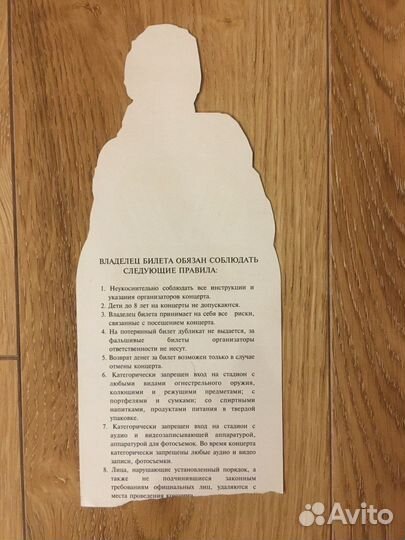 ВЛАДЕЛЕЦ БИЛЕТА ОБЯЗАН СОБЛЮДАТЬ
СЛЕДУЮЩИЕ ПРАВИЛА:
1. Неукоснительно соблюдать все инструкции и
указания организаторов концерта.
2. Дети до 8 лет на концерты не допускаются.
3. Владелец билета принимает на себя все риски,
связанные с посещением концерта.
4. На потерянный билет дубликат не выдается, за
фальшивые билеты организаторы
ответственности не несут.
5. Возврат денег за билет возможен только в случае
отмены концерта.
6. Категорически запрещен вход на стадион с
любыми видами огнестрельного оружия,
колющими и режущими предметами; с
портфелями и сумками; со спиртными
напитками, продуктами питания в твердой
упаковке.
7. Категорически запрещен вход на стадион с
аудио и видеозаписывающей аппаратурой,
аппаратурой для фотосъемок. Во время концерта
категорически запрещены любые аудио и видео
записи, фотосъемки.
8. Лица, нарушающие установленный порядок, а
также не подчинившиеся законным
требованиям официальных лиц, удаляются с
места проведения концерта.
Avito